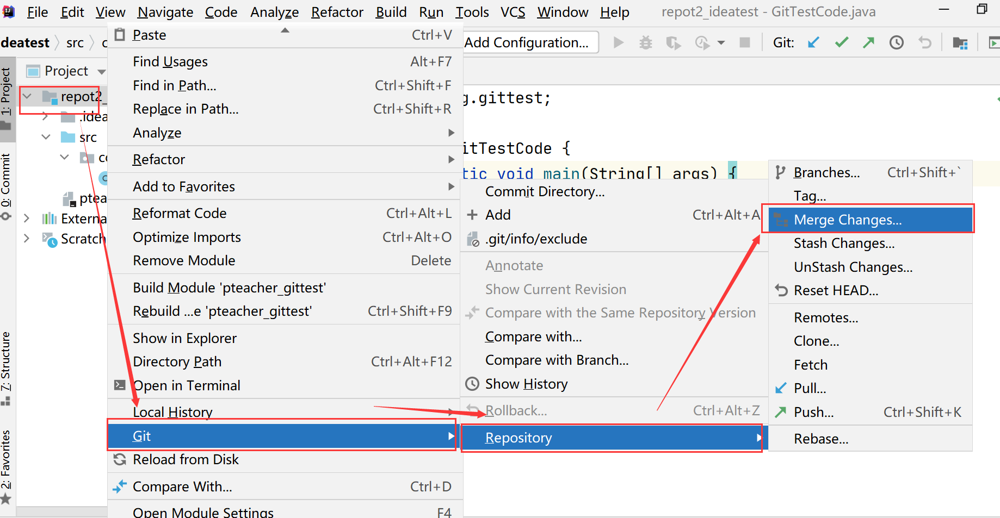 File Edit View Navigate Code Analyze Refactor Build Run Tools VCS Window Help repot2_ideatest - GitTestCode.java
deatest src c
Add Configuration...
Git:
1: Project
0: Commit
7: Structure
2: Favorites
Project
repot2_
.idea
src
co
ptea
Externa
Scratch
Paste Ctrl+V
Find Usages Alt+F7
Find in Path... Ctrl+Shift+F
Replace in Path... Ctrl+Shift+R
Analyze
Refactor
Add to Favorites
Reformat Code Ctrl+Alt+L
Optimize Imports Ctrl+Alt+O
Remove Module Delete
Build Module 'pteacher_gittest'
Rebuild ...e 'pteacher_gittest' Ctrl+Shift+F9
Show in Explorer
Directory Path Ctrl+Alt+F12
Open in Terminal
Local History
Git
Reload from Disk
Compare With... Ctrl+D
Open Module Settings F4
g.gittest;
itTestCode {
tic void main(String[] args) {
Commit Directory...
Add Ctrl+Alt+A
.git/info/exclude
Annotate
Show Current Revision
Compare with the Same Repository Version
Compare with...
Compare with Branch...
Show History
Rollback... Ctrl+Alt+Z
Repository
Branches... Ctrl+Shift+`
Tag...
Merge Changes...
Stash Changes...
UnStash Changes...
Reset HEAD...
Remotes...
Clone...
Fetch
Pull...
Push... Ctrl+Shift+K
Rebase...